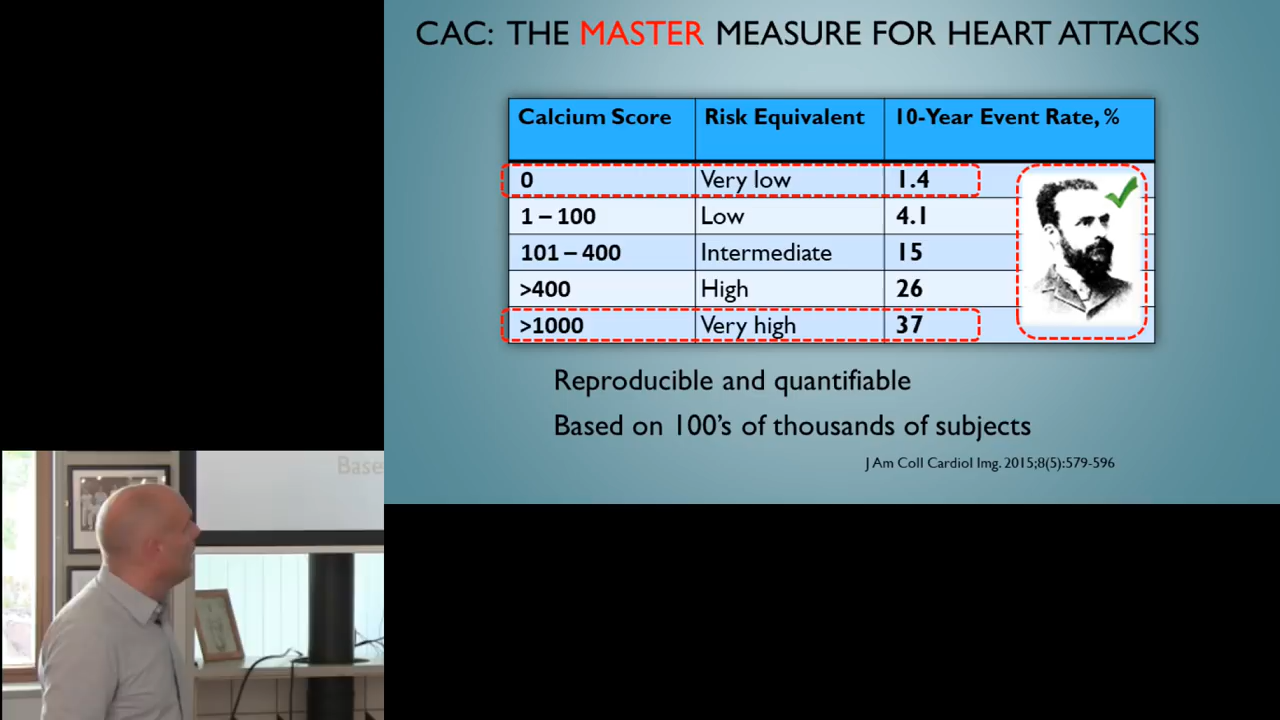 CAC: THE MASTER MEASURE FOR HEART ATTACKS
Calcium Score Risk Equivalent 10-Year Event Rate, %
0 Very low 1.4
1 – 100 Low 4.1
101 – 400 Intermediate 15
>400 High 26
>1000 Very high 37
Reproducible and quantifiable
Based on 100's of thousands of subjects
J Am Coll Cardiol Img. 2015;8(5):579-596
Base